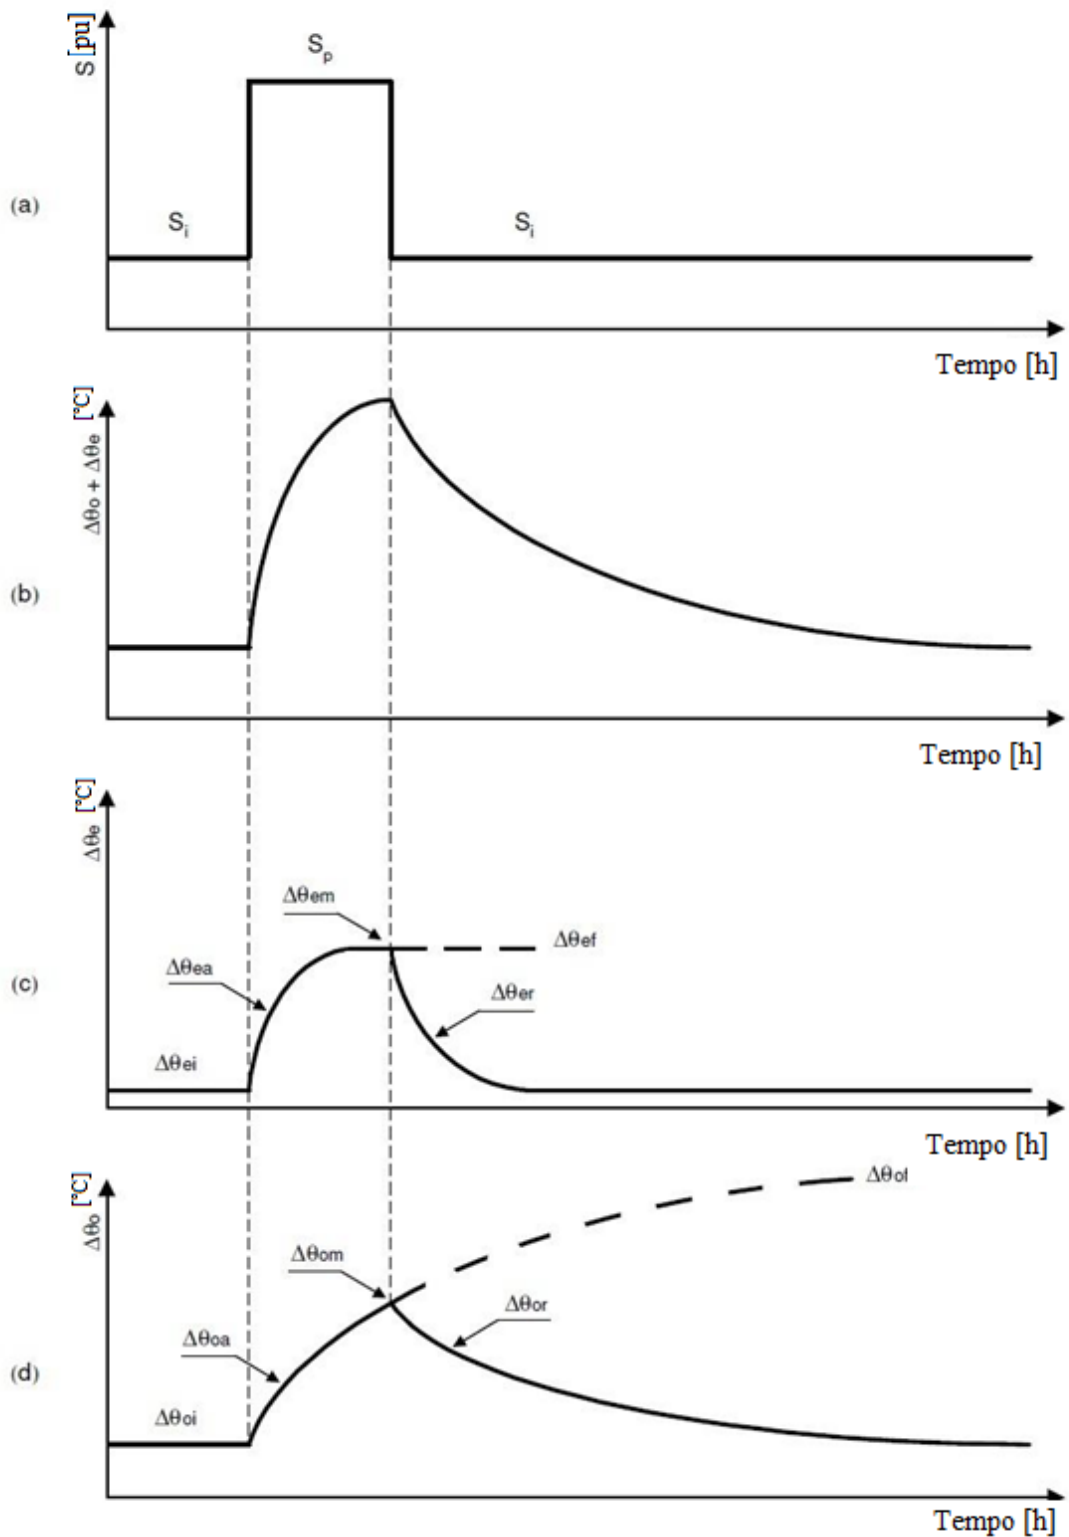 S [pu]
Sp
(a)
Si
Si
Tempo [h]
Δθo + Δθe [°C]
(b)
Tempo [h]
Δθe [°C]
Δθem
Δθef
Δθea
(c)
Δθer
Δθei
Tempo [h]
Δθo [°C]
Δθof
Δθom
Δθor
Δθoa
(d)
Δθoi
Tempo [h]